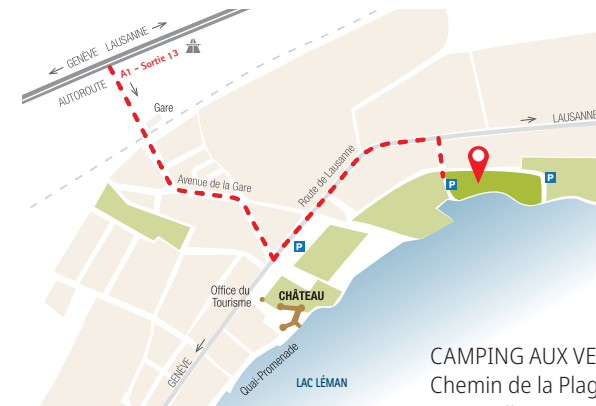 GENÈVE LAUSANNE
A1 – Sortie 13
AUTOROUTE
Gare
LAUSANNE
Avenue de la Gare
Route de Lausanne
P
P
P
Office du
Tourisme
CHÂTEAU
GENÈVE
Quai-Promenade
LAC LÉMAN
CAMPING AUX VE
Chemin de la Plag